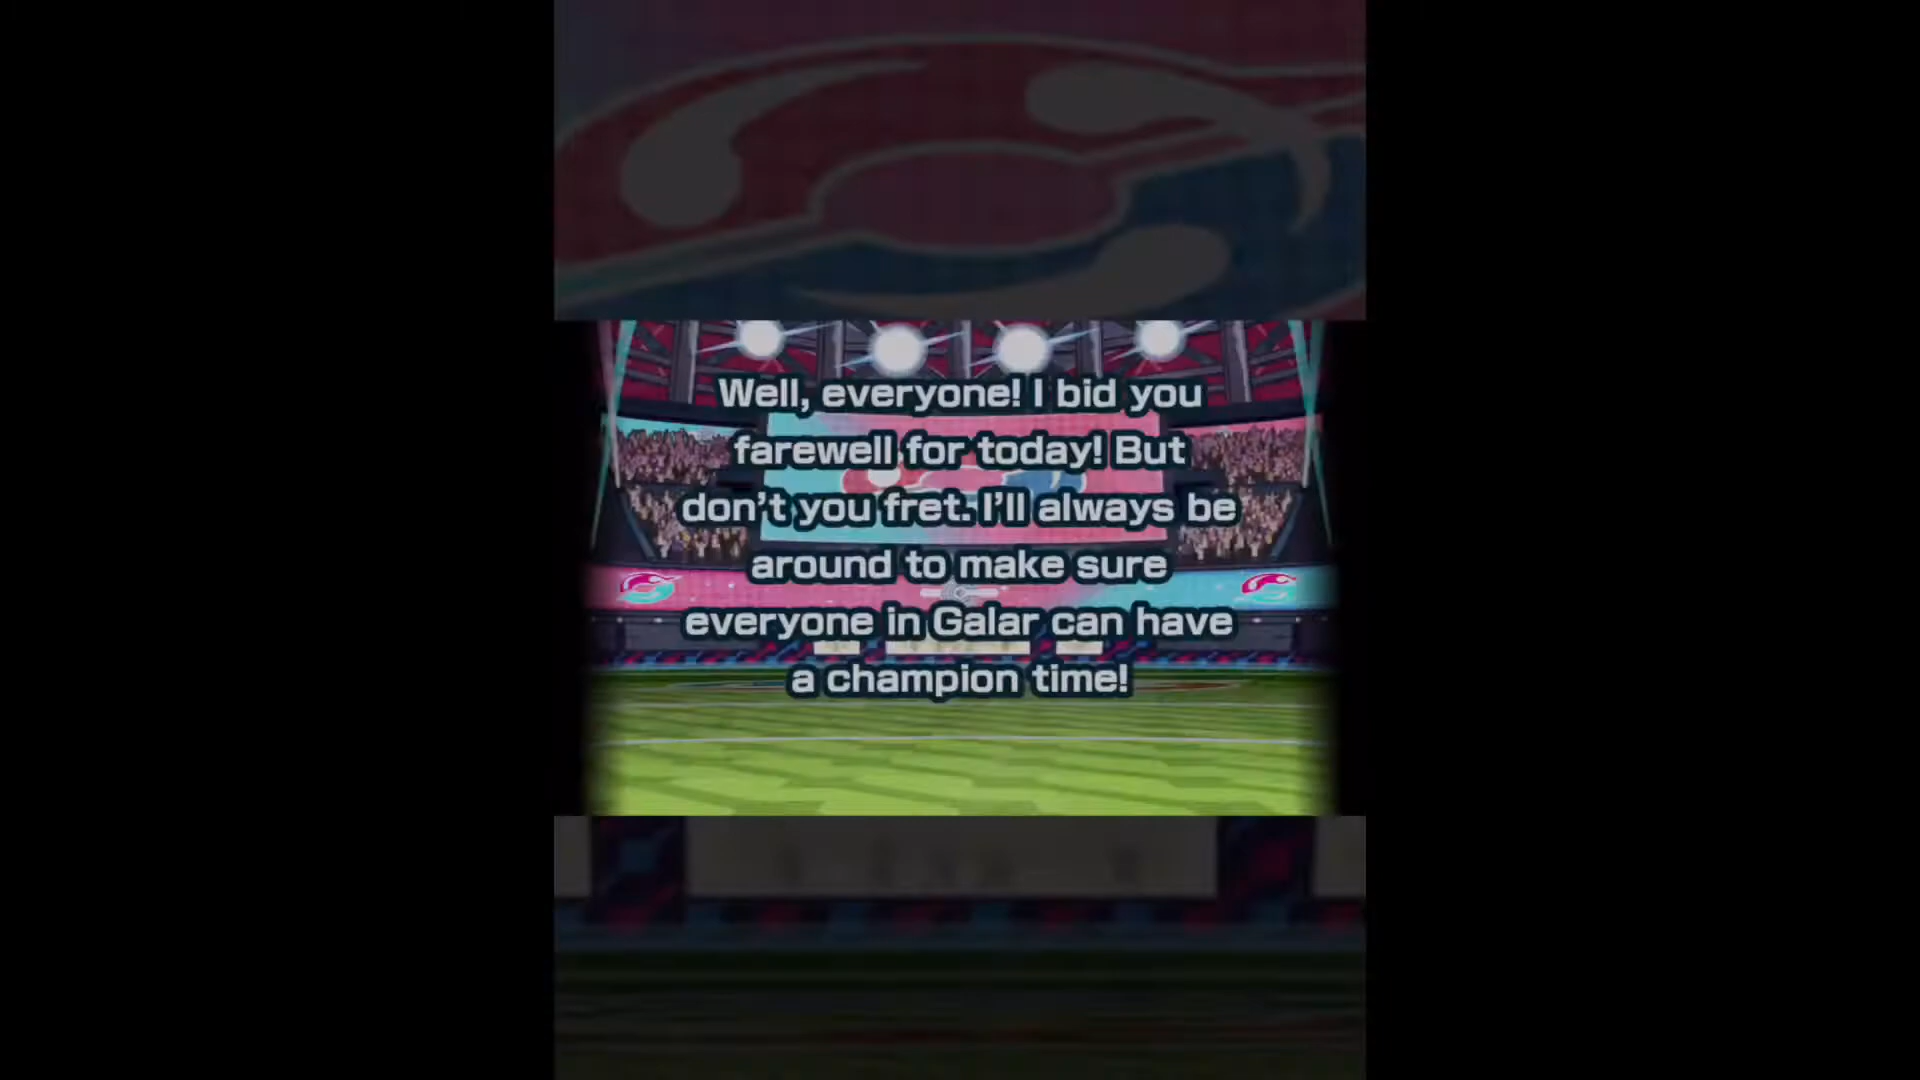 Well, everyone! I bid you
farewell for today! But
don't you fret. I'll always be
around to make sure
everyone in Galar can have
a champion time!